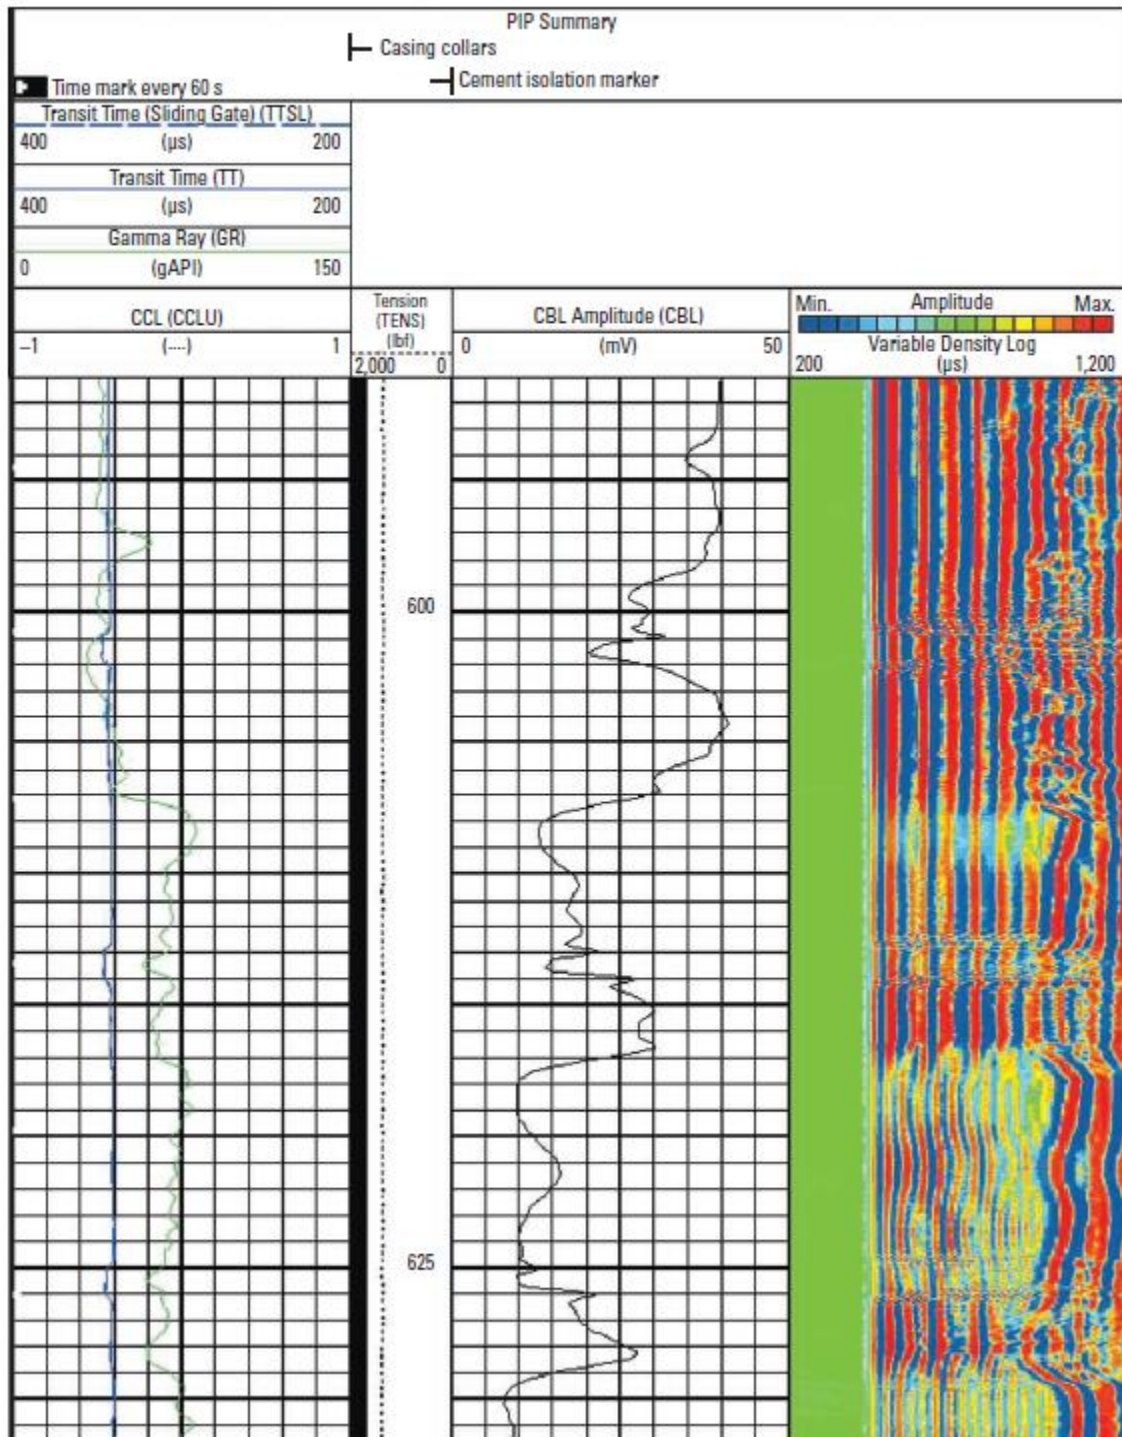 PIP Summary
Casing collars
Cement isolation marker
Time mark every 60 s
Transit Time (Sliding Gate) (TTSL)
400 (µs) 200
Transit Time (TT)
400 (µs) 200
Gamma Ray (GR)
0 (gAPI) 150
CCL (CCLU)
–1 (----) 1
Tension
(TENS)
(lbf)
2,000 0
CBL Amplitude (CBL)
0 (mV) 50
Min. Amplitude Max.
Variable Density Log
200 (µs) 1,200
600
625